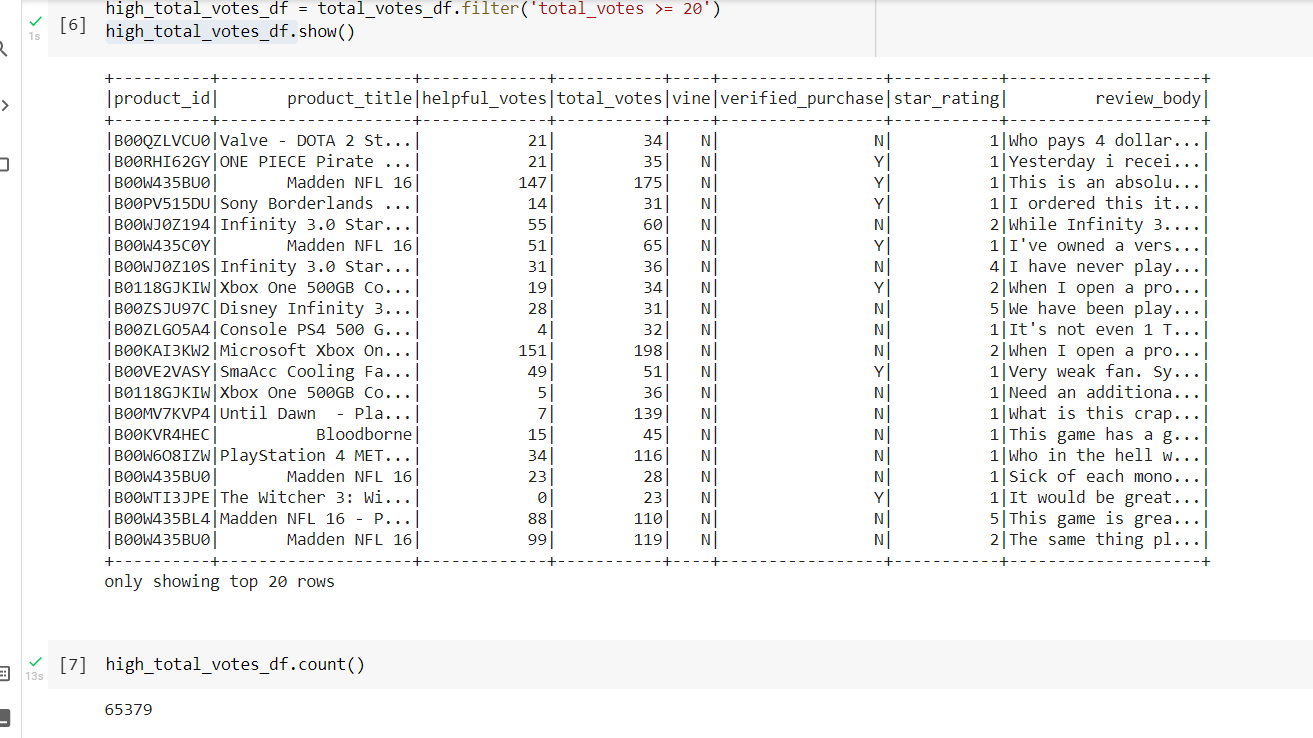 high_total_votes_df = total_votes_df.filter('total_votes >= 20')
[6] high_total_votes_df.show()
1s
+----------+--------------------+-------------+-----------+----+-----------------+-----------+--------------------+
|product_id|       product_title|helpful_votes|total_votes|vine|verified_purchase|star_rating|         review_body|
+----------+--------------------+-------------+-----------+----+-----------------+-----------+--------------------+
|B00QZLVCU0|Valve - DOTA 2 St...|           21|         34|   N|                N|          1|Who pays 4 dollar...|
|B00RHI62GY|ONE PIECE Pirate ...|           21|         35|   N|                Y|          1|Yesterday i recei...|
|B00W435BU0|       Madden NFL 16|          147|        175|   N|                Y|          1|This is an absolu...|
|B00PV515DU|Sony Borderlands ...|           14|         31|   N|                Y|          1|I ordered this it...|
|B00WJ0Z194|Infinity 3.0 Star...|           55|         60|   N|                N|          2|While Infinity 3....|
|B00W435C0Y|       Madden NFL 16|           51|         65|   N|                Y|          1|I've owned a vers...|
|B00WJ0Z10S|Infinity 3.0 Star...|           31|         36|   N|                N|          4|I have never play...|
|B0118GJKIW|Xbox One 500GB Co...|           19|         34|   N|                Y|          2|When I open a pro...|
|B00ZSJU97C|Disney Infinity 3...|           28|         31|   N|                N|          5|We have been play...|
|B00ZLGO5A4|Console PS4 500 G...|            4|         32|   N|                N|          1|It's not even 1 T...|
|B00KAI3KW2|Microsoft Xbox On...|          151|        198|   N|                N|          2|When I open a pro...|
|B00VE2VASY|SmaAcc Cooling Fa...|           49|         51|   N|                Y|          1|Very weak fan. Sy...|
|B0118GJKIW|Xbox One 500GB Co...|            5|         36|   N|                N|          1|Need an additiona...|
|B00MV7KVP4|Until Dawn  - Pla...|            7|        139|   N|                N|          1|What is this crap...|
|B00KVR4HEC|          Bloodborne|           15|         45|   N|                N|          1|This game has a g...|
|B00W6O8IZW|PlayStation 4 MET...|           34|        116|   N|                N|          1|Who in the hell w...|
|B00W435BU0|       Madden NFL 16|           23|         28|   N|                N|          1|Sick of each mono...|
|B00WTI3JPE|The Witcher 3: Wi...|            0|         23|   N|                Y|          1|It would be great...|
|B00W435BL4|Madden NFL 16 - P...|           88|        110|   N|                N|          5|This game is grea...|
|B00W435BU0|       Madden NFL 16|           99|        119|   N|                N|          2|The same thing pl...|
+----------+--------------------+-------------+-----------+----+-----------------+-----------+--------------------+
only showing top 20 rows
[7] high_total_votes_df.count()
13s
65379